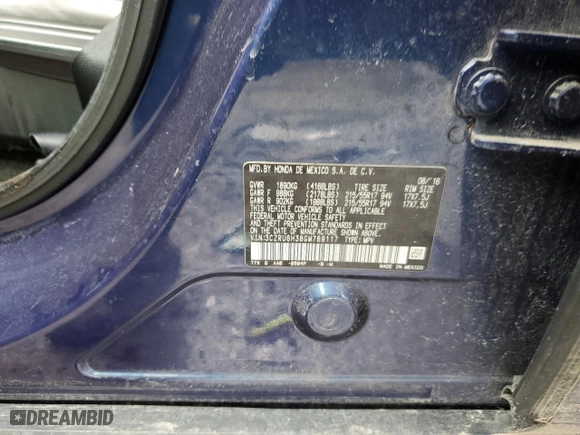 MFD. BY HONDA DE MEXICO S.A. DE C.V. 08/16
GVWR 1890KG (4166LBS) TIRE SIZE RIM SIZE
GAWR F 988KG (2178LBS) 215/55R17 94V 17X7.5J
GAWR R 902KG (1988LBS) 215/55R17 94V 17X7.5J
THIS VEHICLE CONFORMS TO ALL APPLICABLE
FEDERAL MOTOR VEHICLE SAFETY
AND THEFT PREVENTION STANDARDS IN EFFECT ON
THE DATE OF MANUFACTURE SHOWN ABOVE.
V.I.N: 3CZRU6H38GM769117 TYPE: MPV
MADE IN MEXICO
DREAMBID